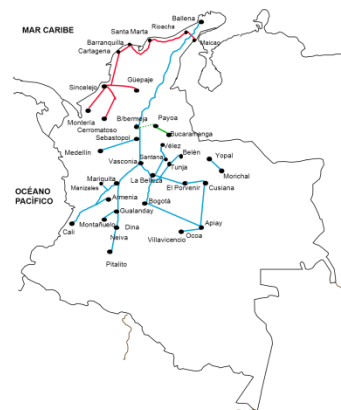 Ballena
Rioecha
Santa Marta
MAR CARIBE
Barranquilla
Cartagena
Maicao
Sincelejo
Güepaje
Montería
Cerromatoso
B/bermeja
Payoa
Sebastopol
Bucaramanga
Medellín
Vélez
Vasconia
Santana
Belén
Yopal
Tunja
Mariquita
La Belleza
Morichal
Manizales
El Porvenir
Cusiana
OCÉANO
PACÍFICO
Armenia
Bogotá
Gualanday
Montañuelo
Dina
Apiay
Cali
Ocoa
Villavicencio
Neiva
Pitalito